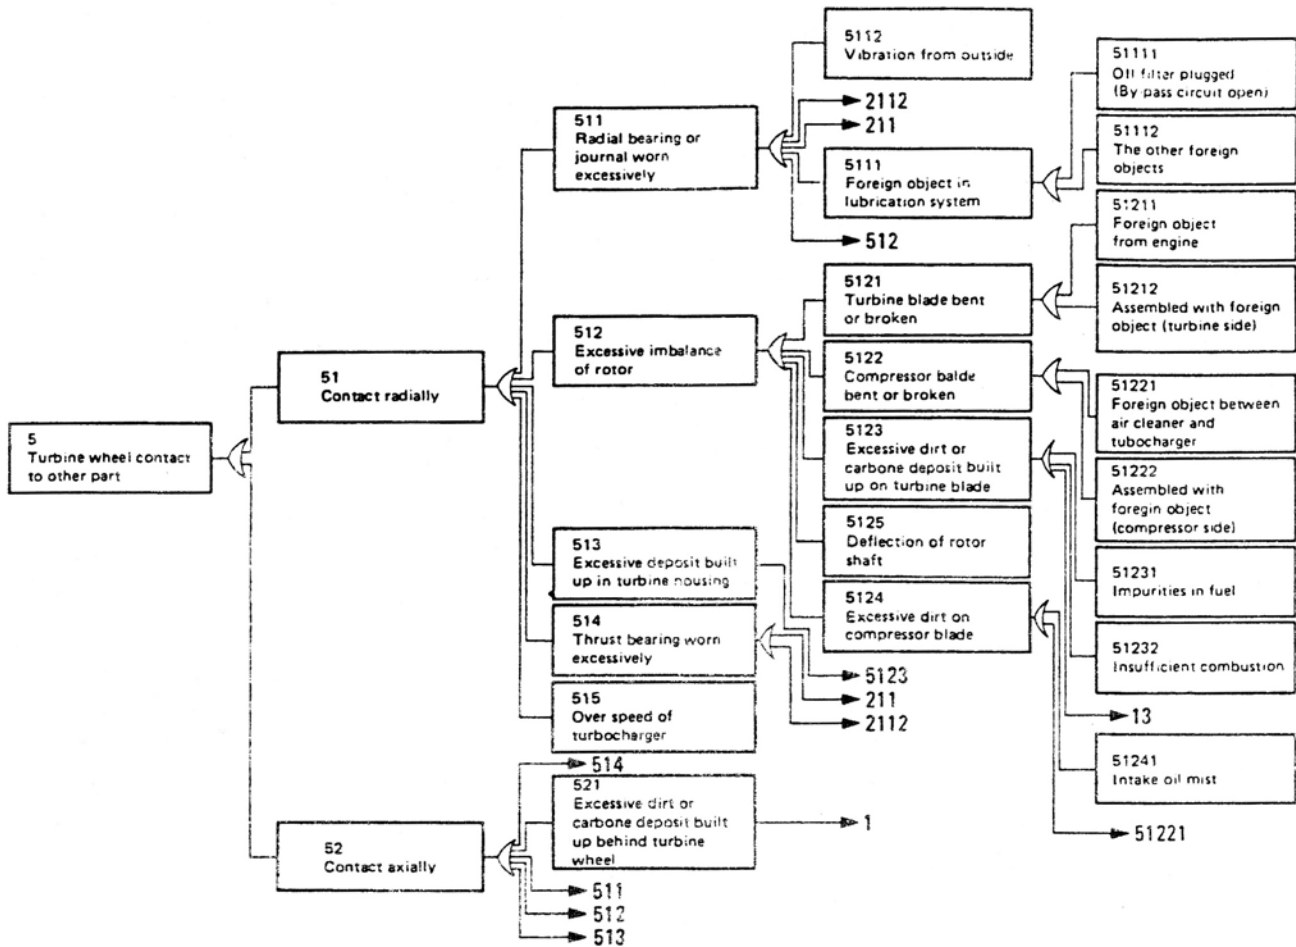 5
Turbine wheel contact
to other part
51
Contact radially
52
Contact axially
511
Radial bearing or
journal worn
excessively
512
Excessive imbalance
of rotor
513
Excessive deposit built
up in turbine housing
514
Thrust bearing worn
excessively
515
Over speed of
turbocharger
514
521
Excessive dirt or
carbone deposit built
up behind turbine
wheel
511
512
513
5112
Vibration from outside
2112
211
5111
Foreign object in
lubrication system
512
5121
Turbine blade bent
or broken
5122
Compressor balde
bent or broken
5123
Excessive dirt or
carbone deposit built
up on turbine blade
5125
Deflection of rotor
shaft
5124
Excessive dirt on
compressor blade
5123
211
2112
1
51111
Oil filter plugged
(By-pass circuit open)
51112
The other foreign
objects
51211
Foreign object
from engine
51212
Assembled with foreign
object (turbine side)
51221
Foreign object between
air cleaner and
tubocharger
51222
Assembled with
foregin object
(compressor side)
51231
Impurities in fuel
51232
Insufficient combustion
13
51241
Intake oil mist
51221